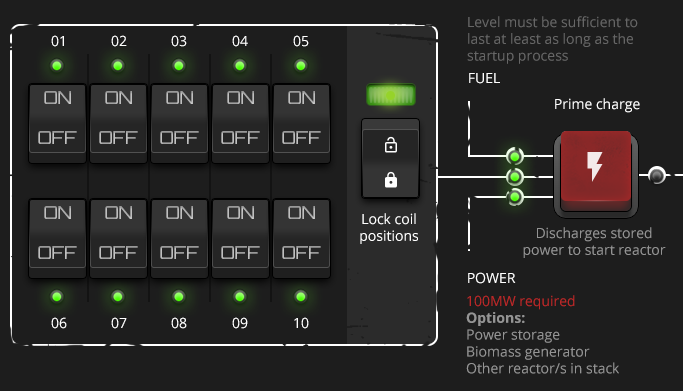 01 02 03 04 05
ON ON ON ON ON
OFF OFF OFF OFF OFF
ON ON ON ON ON
OFF OFF OFF OFF OFF
06 07 08 09 10
Lock coil
positions
Level must be sufficient to
last at least as long as the
startup process
FUEL
Prime charge
Discharges stored
power to start reactor
POWER
100MW required
Options:
Power storage
Biomass generator
Other reactor/s in stack